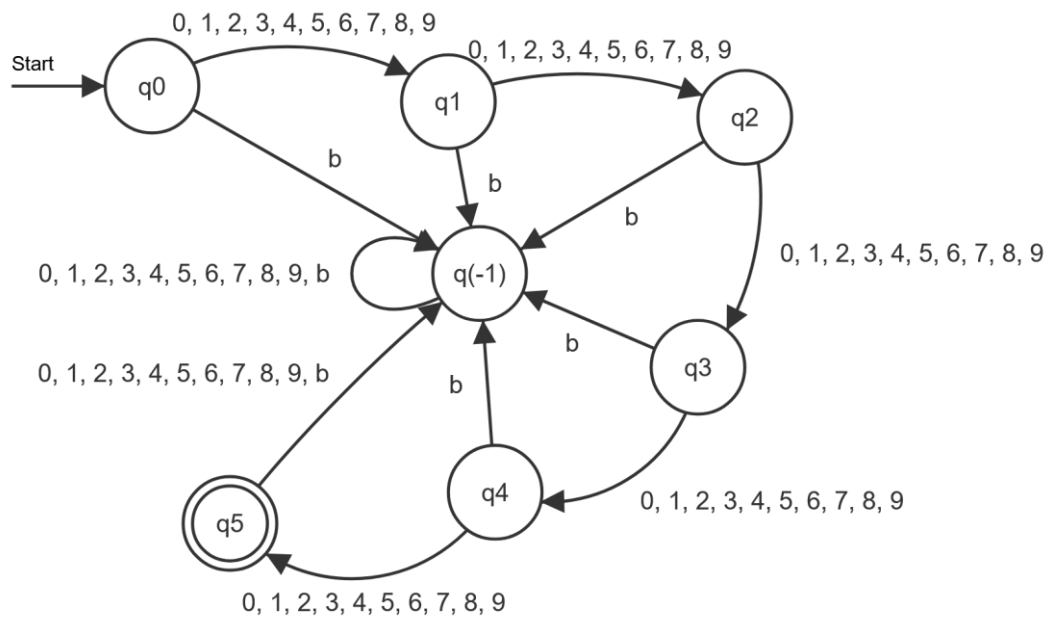 0, 1, 2, 3, 4, 5, 6, 7, 8, 9
0, 1, 2, 3, 4, 5, 6, 7, 8, 9
Start
q0
q1
q2
b
b
b
0, 1, 2, 3, 4, 5, 6, 7, 8, 9
0, 1, 2, 3, 4, 5, 6, 7, 8, 9, b
q(-1)
b
q3
0, 1, 2, 3, 4, 5, 6, 7, 8, 9, b
b
q4
0, 1, 2, 3, 4, 5, 6, 7, 8, 9
q5
0, 1, 2, 3, 4, 5, 6, 7, 8, 9